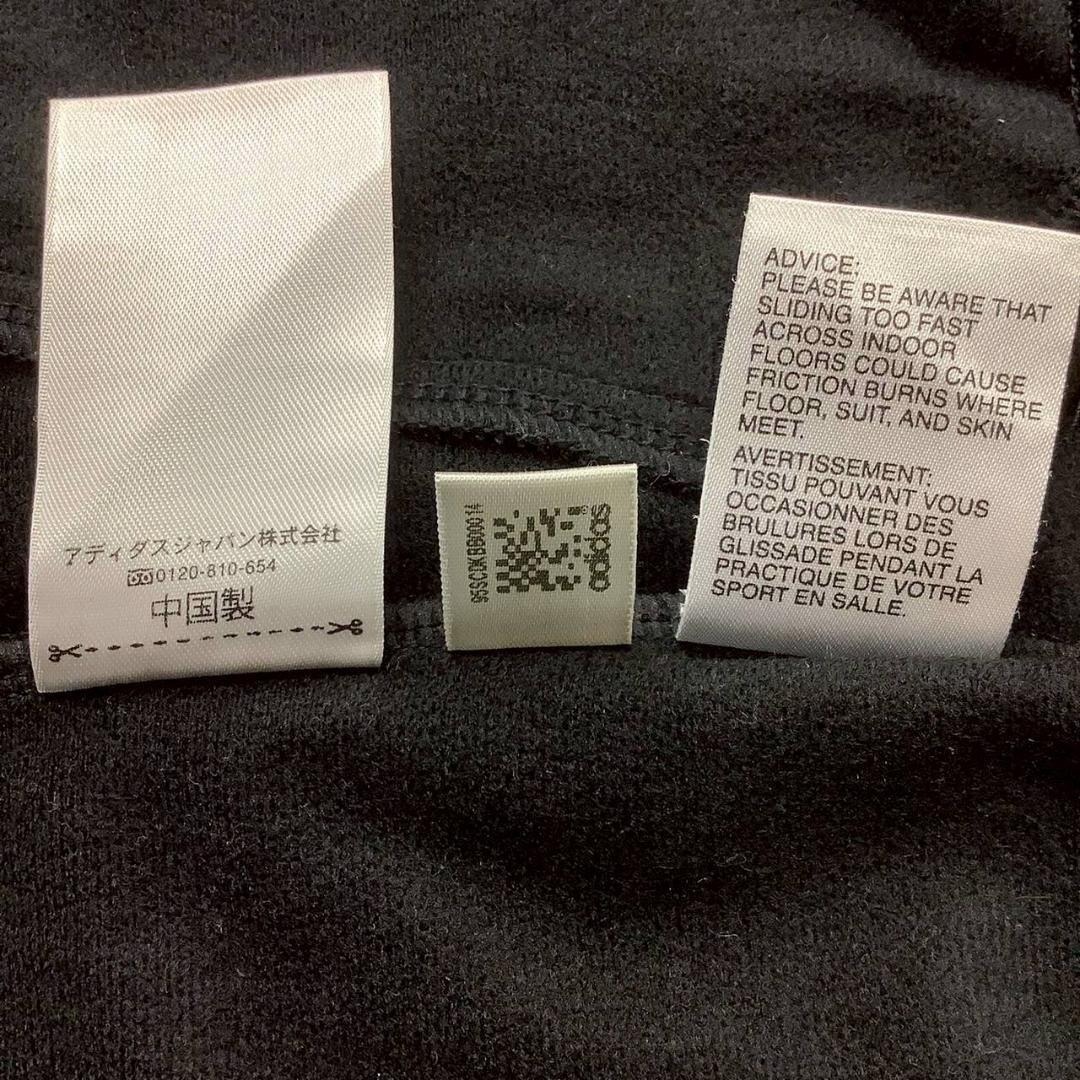 アディダスジャパン株式会社
0120-810-654
中国製
adidas
ADVICE:
PLEASE BE AWARE THAT
SLIDING TOO FAST
ACROSS INDOOR
FLOORS COULD CAUSE
FRICTION BURNS WHERE
FLOOR, SUIT, AND SKIN
MEET.
AVERTISSEMENT:
TISSU POUVANT VOUS
OCCASIONNER DES
BRULURES LORS DE
GLISSADE PENDANT LA
PRACTIQUE DE VOTRE
SPORT EN SALLE.